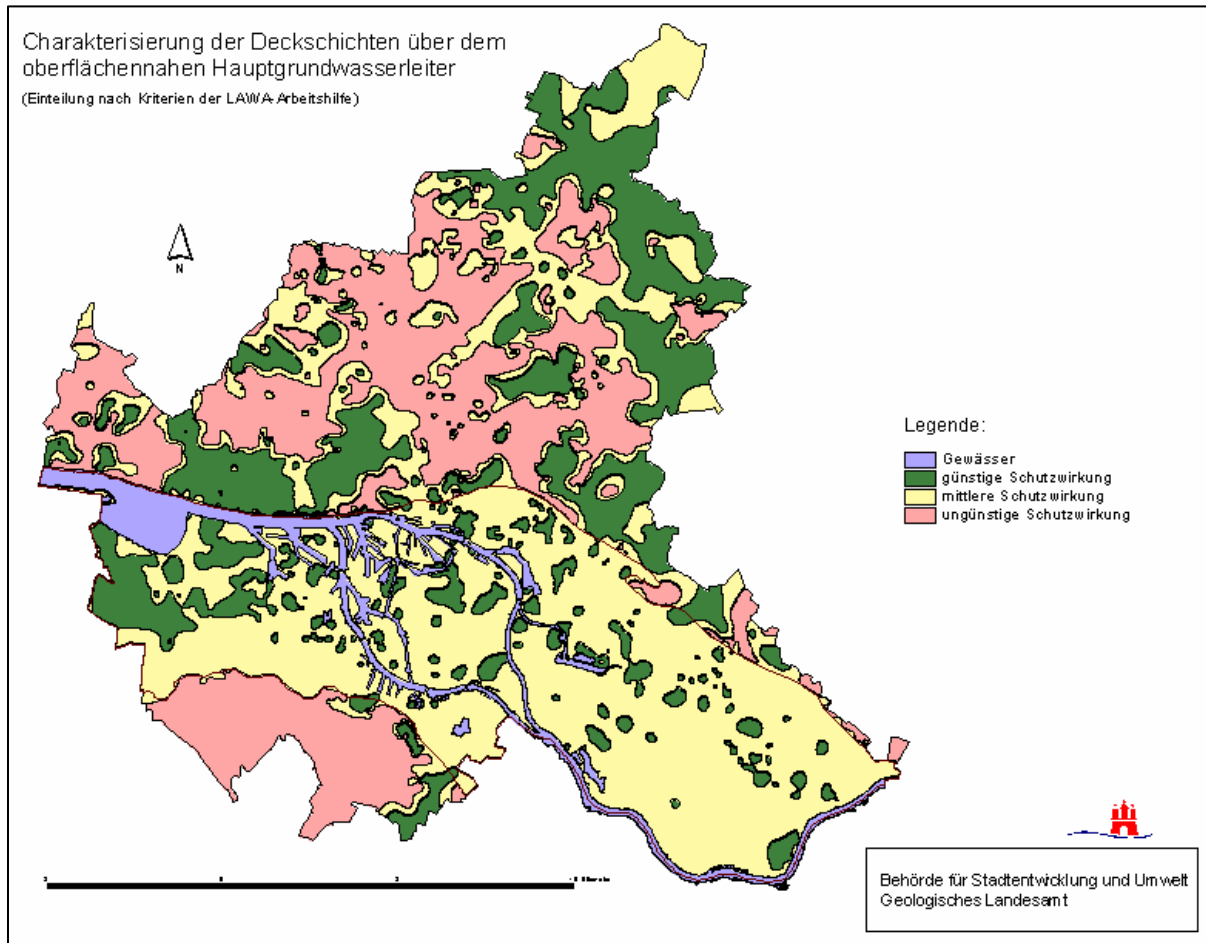 Charakterisierung der Deckschichten über dem
oberflächennahen Hauptgrundwasserleiter
(Einteilung nach Kriterien der LAWA-Arbeitshilfe)
N
Legende:
Gewässer
günstige Schutzwirkung
mittlere Schutzwirkung
ungünstige Schutzwirkung
Behörde für Stadtentwicklung und Umwelt
Geologisches Landesamt